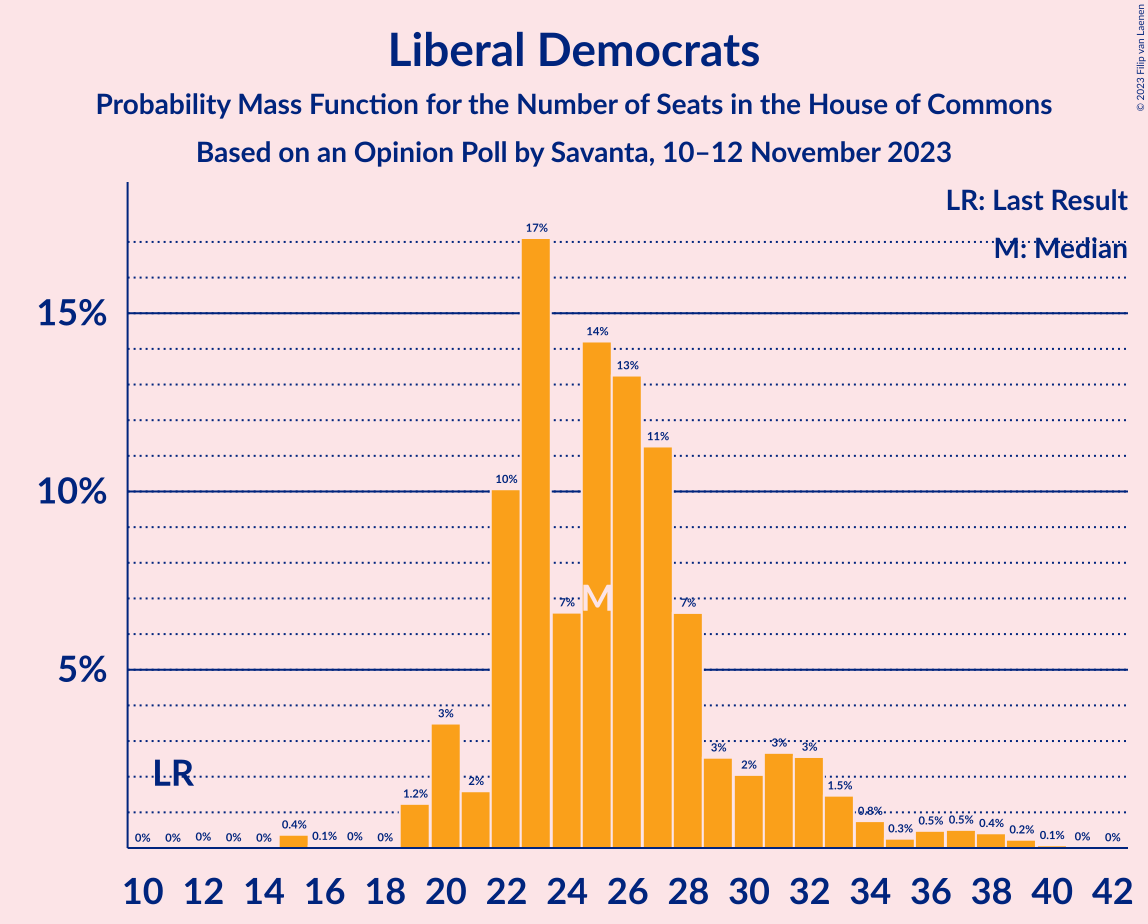 Liberal Democrats
Probability Mass Function for the Number of Seats in the House of Commons
Based on an Opinion Poll by Savanta, 10–12 November 2023
© 2023 Filip van Laenen
LR: Last Result
M: Median
15%
10%
5%
LR
M
0% 0% 0% 0% 0% 0.4% 0.1% 0% 0% 1.2% 3% 2% 10% 17% 7% 14% 13% 11% 7% 3% 2% 3% 3% 1.5% 0.8% 0.3% 0.5% 0.5% 0.4% 0.2% 0.1% 0% 0%
10 12 14 16 18 20 22 24 26 28 30 32 34 36 38 40 42